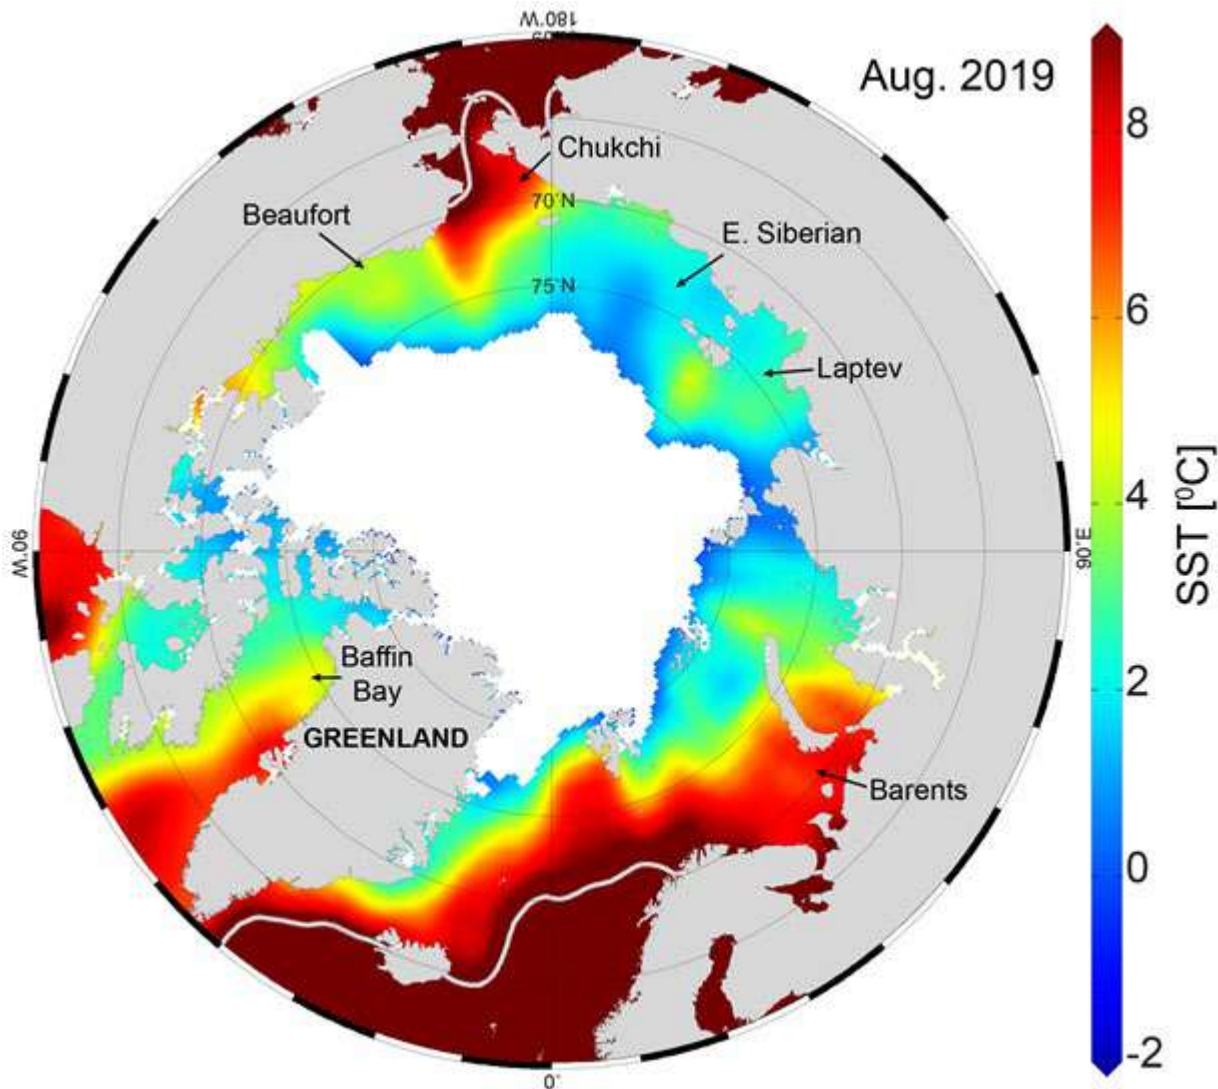 180°W
Aug. 2019
8
Chukchi
70°N
Beaufort
E. Siberian
75°N
6
Laptev
4
90°W
90°E
SST [⁰C]
Baffin
Bay
2
GREENLAND
Barents
0
-2
0°